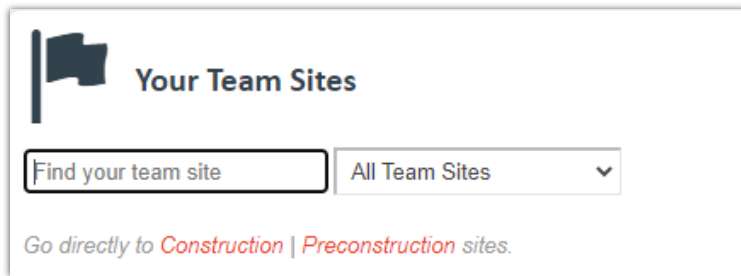 Your Team Sites
Find your team site All Team Sites
Go directly to Construction | Preconstruction sites.